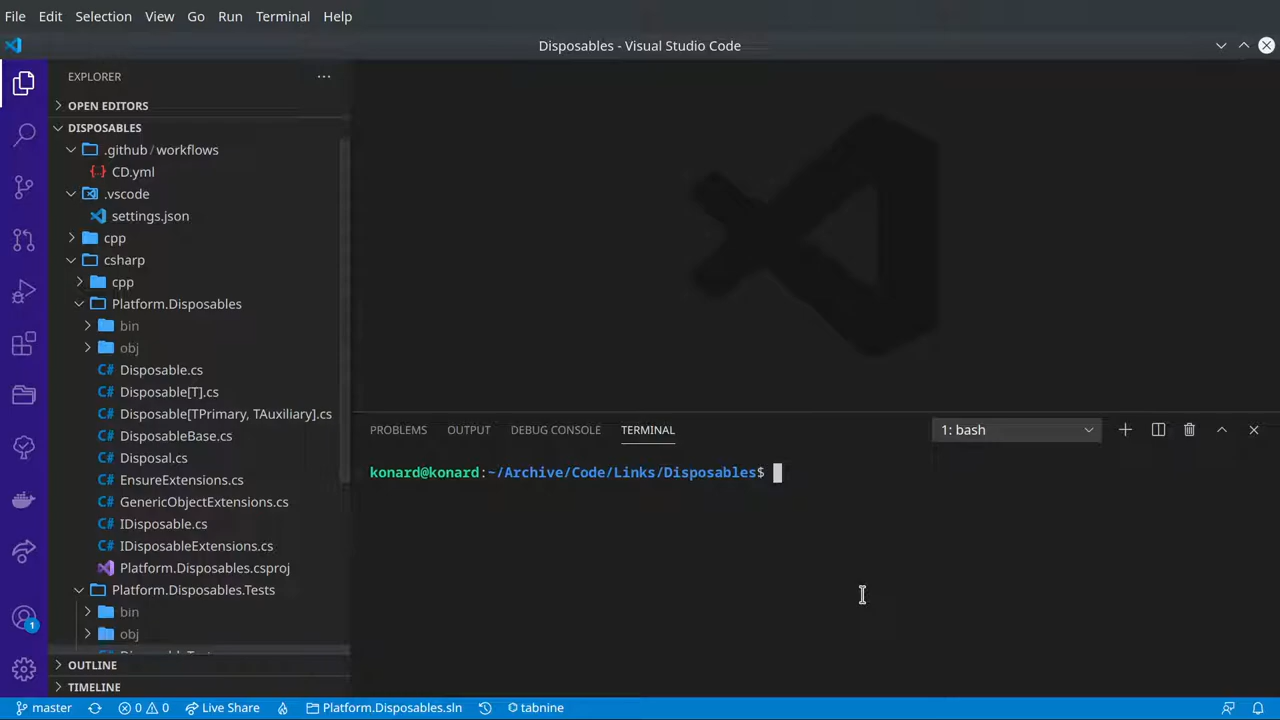 File Edit Selection View Go Run Terminal Help
Disposables - Visual Studio Code
EXPLORER
OPEN EDITORS
DISPOSABLES
.github / workflows
CD.yml
.vscode
settings.json
cpp
csharp
cpp
Platform.Disposables
bin
obj
C# Disposable.cs
C# Disposable[T].cs
C# Disposable[TPrimary, TAuxiliary].cs
C# DisposableBase.cs
C# Disposal.cs
C# EnsureExtensions.cs
C# GenericObjectExtensions.cs
C# IDisposable.cs
C# IDisposableExtensions.cs
Platform.Disposables.csproj
Platform.Disposables.Tests
bin
obj
OUTLINE
TIMELINE
1
PROBLEMS OUTPUT DEBUG CONSOLE TERMINAL 1: bash
konard@konard:~/Archive/Code/Links/Disposables$
master 0 0 Live Share Platform.Disposables.sln tabnine